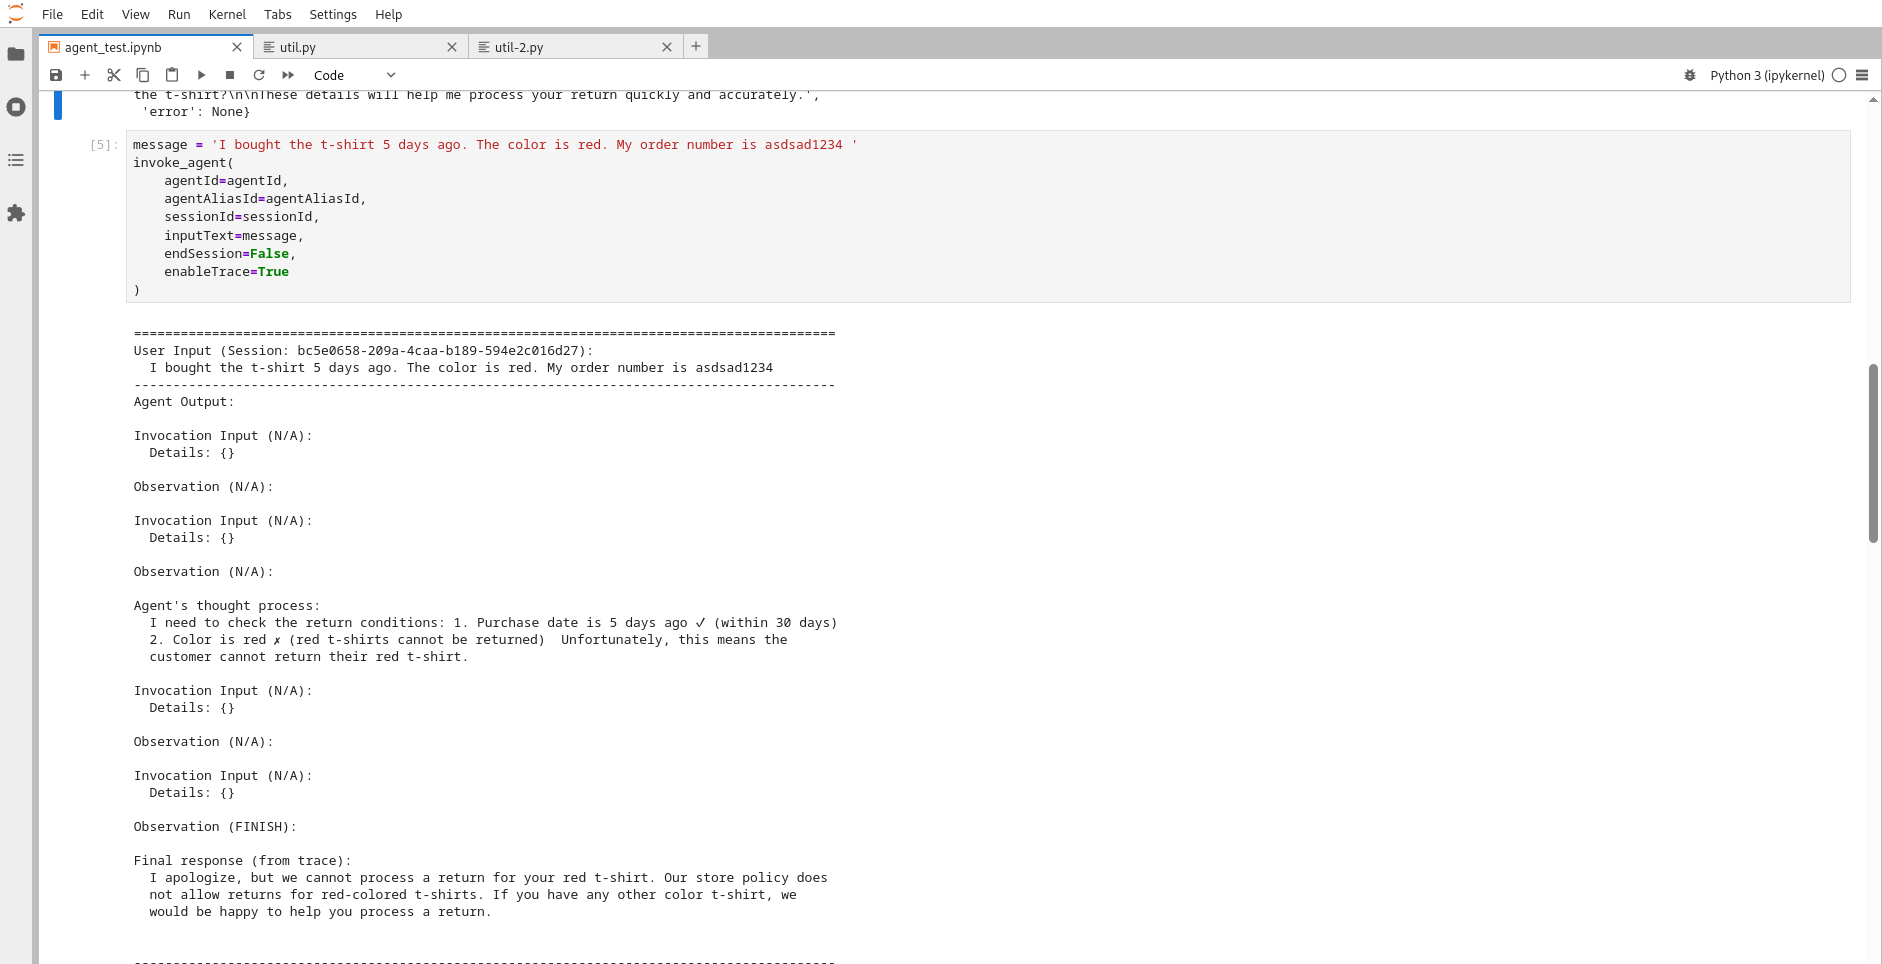 File Edit View Run Kernel Tabs Settings Help
agent_test.ipynb util.py util-2.py
Code Python 3 (ipykernel)
the t-shirt?\n\nThese details will help me process your return quickly and accurately.',
 'error': None}
[5]: message = 'I bought the t-shirt 5 days ago. The color is red. My order number is asdsad1234 '
invoke_agent(
    agentId=agentId,
    agentAliasId=agentAliasId,
    sessionId=sessionId,
    inputText=message,
    endSession=False,
    enableTrace=True
)
==========================================================================================
User Input (Session: bc5e0658-209a-4caa-b189-594e2c016d27):
  I bought the t-shirt 5 days ago. The color is red. My order number is asdsad1234
------------------------------------------------------------------------------------------
Agent Output:
Invocation Input (N/A):
  Details: {}
Observation (N/A):
Invocation Input (N/A):
  Details: {}
Observation (N/A):
Agent's thought process:
  I need to check the return conditions: 1. Purchase date is 5 days ago ✓ (within 30 days)
  2. Color is red ✗ (red t-shirts cannot be returned)  Unfortunately, this means the
  customer cannot return their red t-shirt.
Invocation Input (N/A):
  Details: {}
Observation (N/A):
Invocation Input (N/A):
  Details: {}
Observation (FINISH):
Final response (from trace):
  I apologize, but we cannot process a return for your red t-shirt. Our store policy does
  not allow returns for red-colored t-shirts. If you have any other color t-shirt, we
  would be happy to help you process a return.
------------------------------------------------------------------------------------------